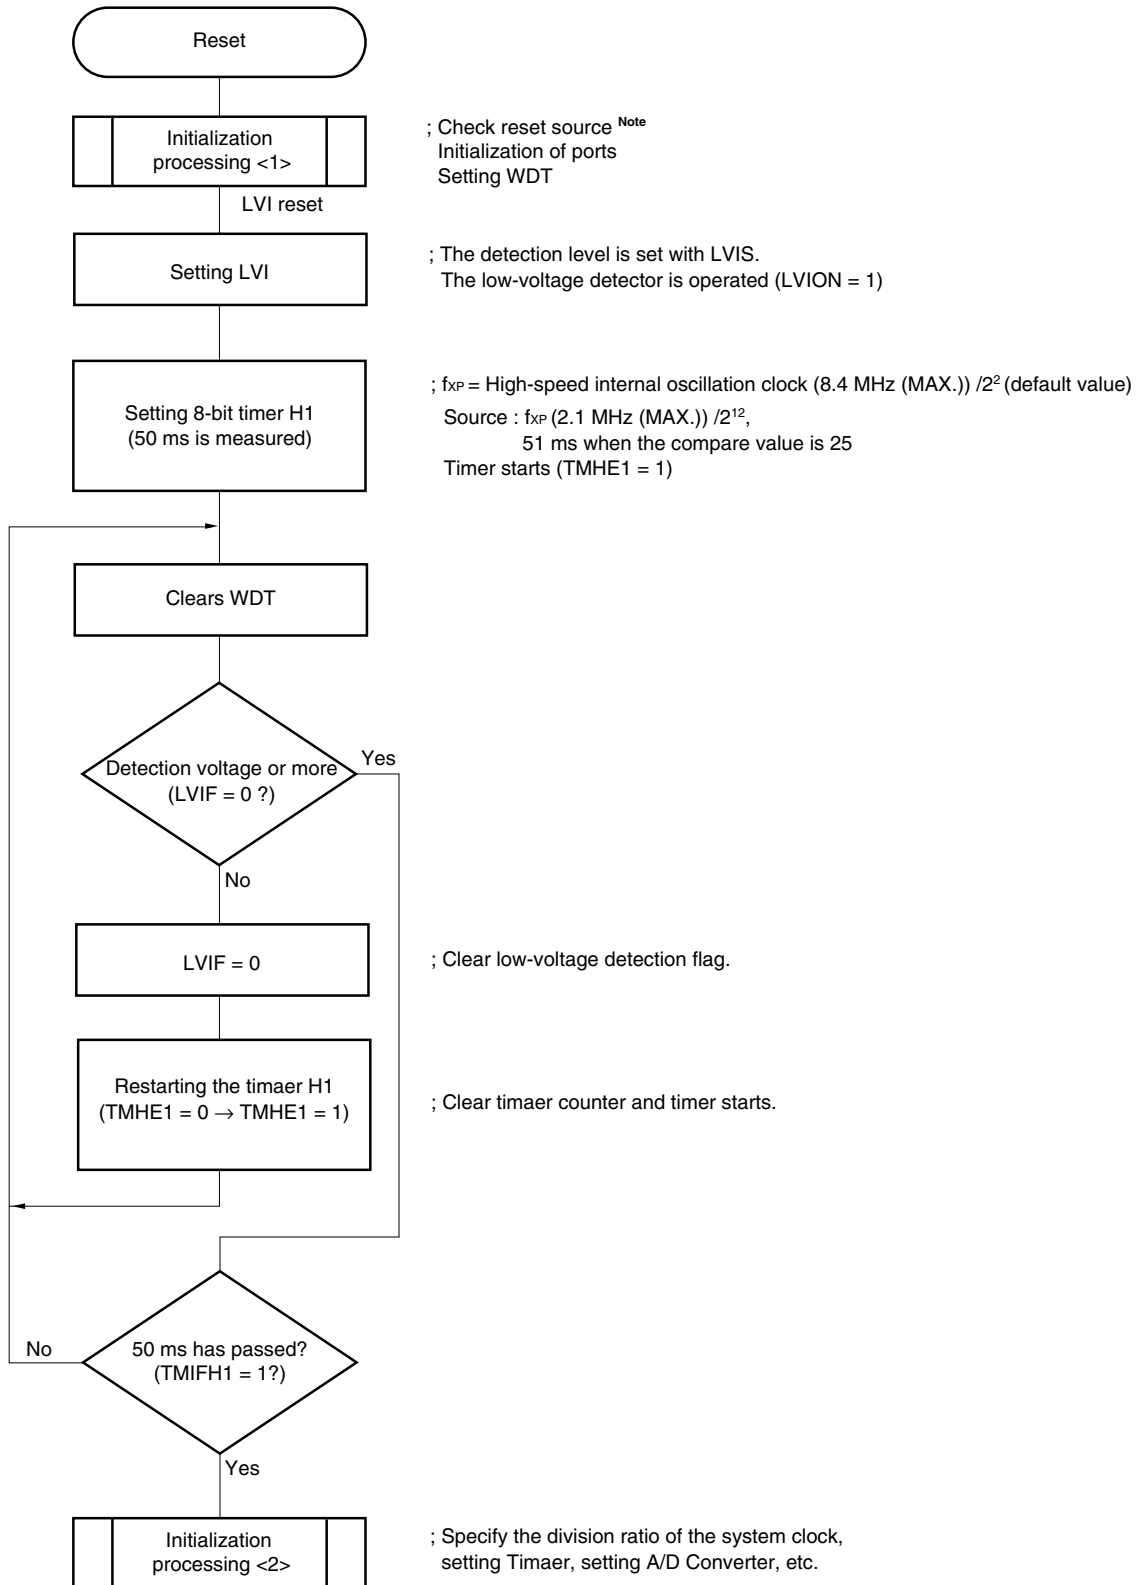 Reset
Initialization
processing <1>
; Check reset source Note
Initialization of ports
Setting WDT
LVI reset
Setting LVI
; The detection level is set with LVIS.
The low-voltage detector is operated (LVION = 1)
Setting 8-bit timer H1
(50 ms is measured)
; fXP = High-speed internal oscillation clock (8.4 MHz (MAX.)) /2² (default value)
Source : fXP (2.1 MHz (MAX.)) /2¹²,
51 ms when the compare value is 25
Timer starts (TMHE1 = 1)
Clears WDT
Detection voltage or more
(LVIF = 0 ?)
Yes
No
LVIF = 0
; Clear low-voltage detection flag.
Restarting the timaer H1
(TMHE1 = 0 → TMHE1 = 1)
; Clear timaer counter and timer starts.
50 ms has passed?
(TMIFH1 = 1?)
No
Yes
Initialization
processing <2>
; Specify the division ratio of the system clock,
setting Timaer, setting A/D Converter, etc.